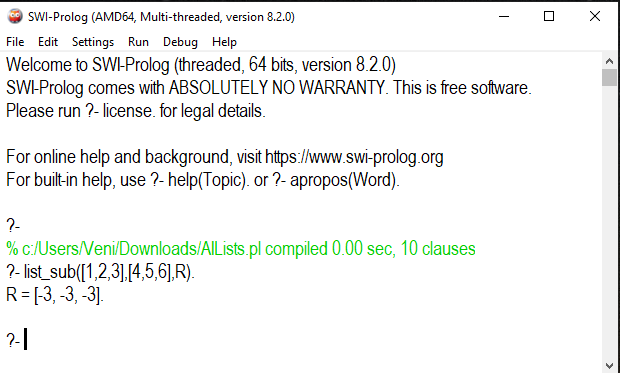 SWI-Prolog (AMD64, Multi-threaded, version 8.2.0)
File Edit Settings Run Debug Help
Welcome to SWI-Prolog (threaded, 64 bits, version 8.2.0)
SWI-Prolog comes with ABSOLUTELY NO WARRANTY. This is free software.
Please run ?- license. for legal details.
For online help and background, visit https://www.swi-prolog.org
For built-in help, use ?- help(Topic). or ?- apropos(Word).
?-
% c:/Users/Veni/Downloads/AILists.pl compiled 0.00 sec, 10 clauses
?- list_sub([1,2,3],[4,5,6],R).
R = [-3, -3, -3].
?-